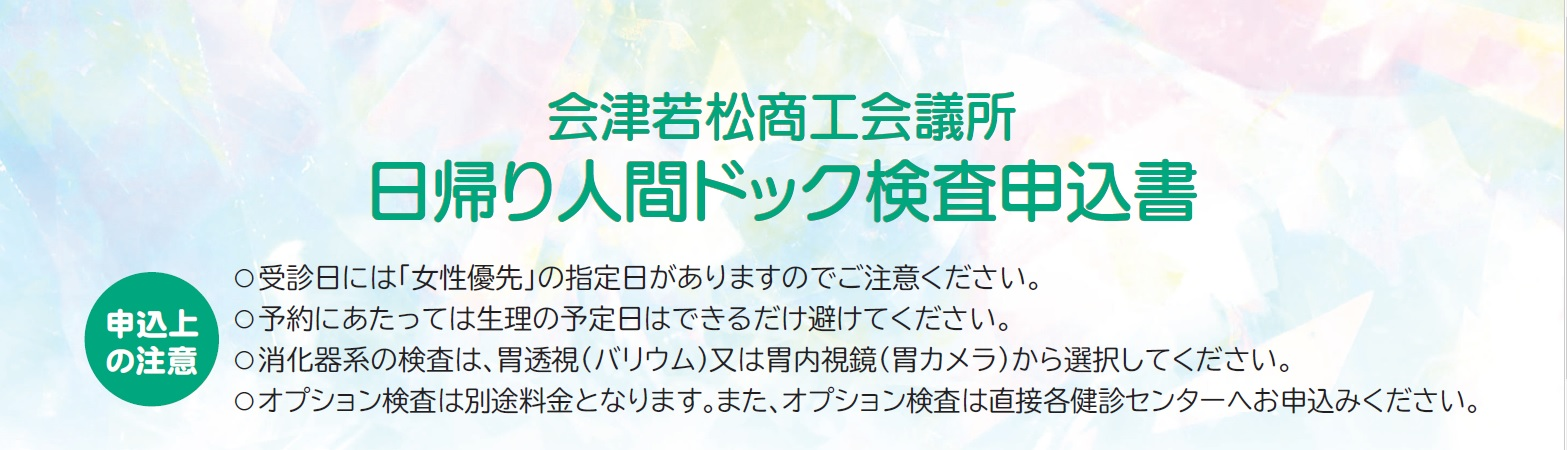 会津若松商工会議所
日帰り人間ドック検査申込書
申込上
の注意
○受診日には「女性優先」の指定日がありますのでご注意ください。
○予約にあたっては生理の予定日はできるだけ避けてください。
○消化器系の検査は、胃透視（バリウム）又は胃内視鏡（胃カメラ）から選択してください。
○オプション検査は別途料金となります。また、オプション検査は直接各健診センターへお申込みください。